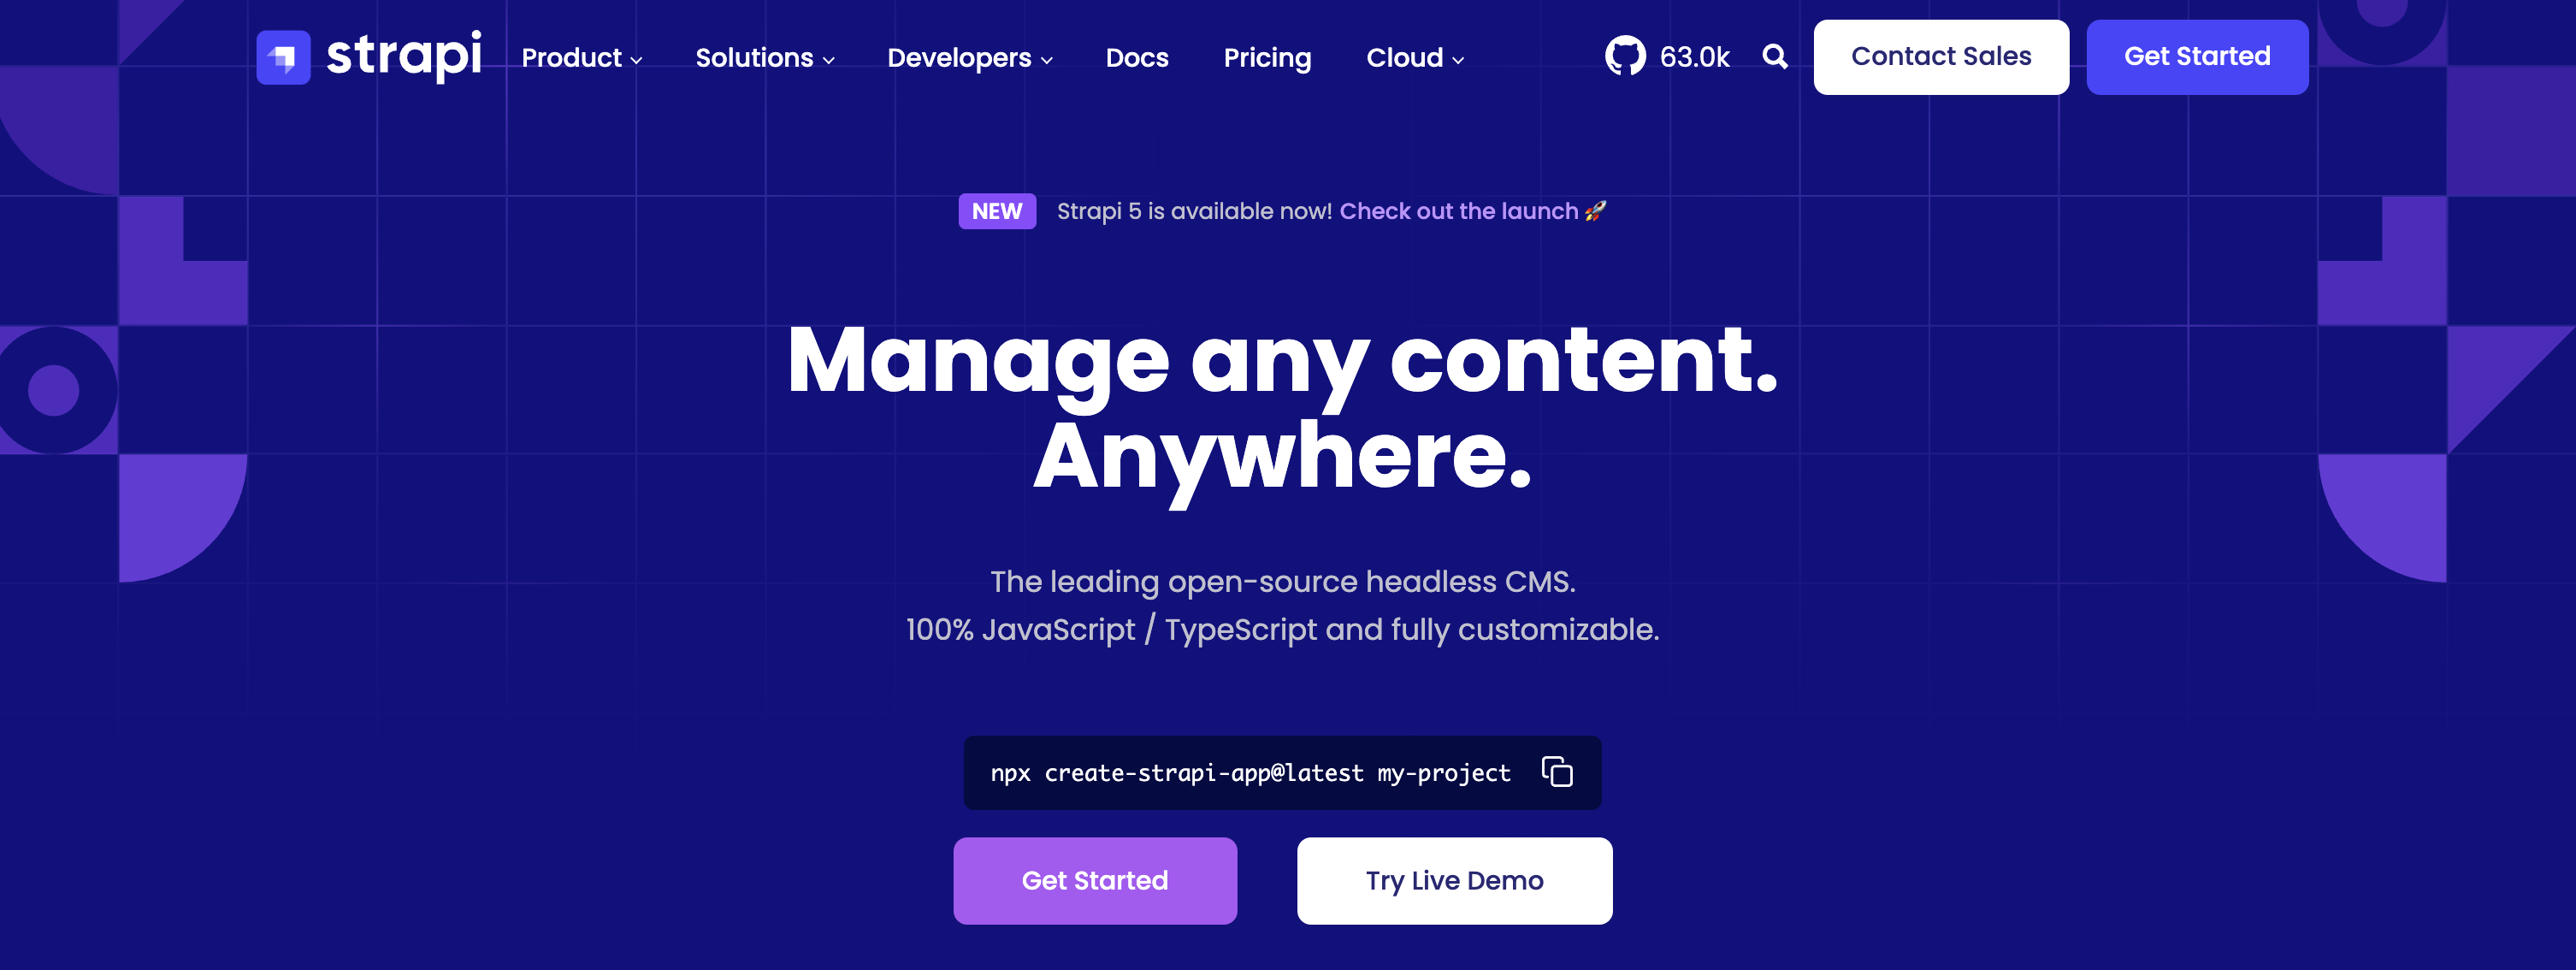 strapi Product Solutions Developers Docs Pricing Cloud 63.0k Contact Sales Get Started
NEW Strapi 5 is available now! Check out the launch 🚀
Manage any content.
Anywhere.
The leading open-source headless CMS.
100% JavaScript / TypeScript and fully customizable.
npx create-strapi-app@latest my-project
Get Started Try Live Demo